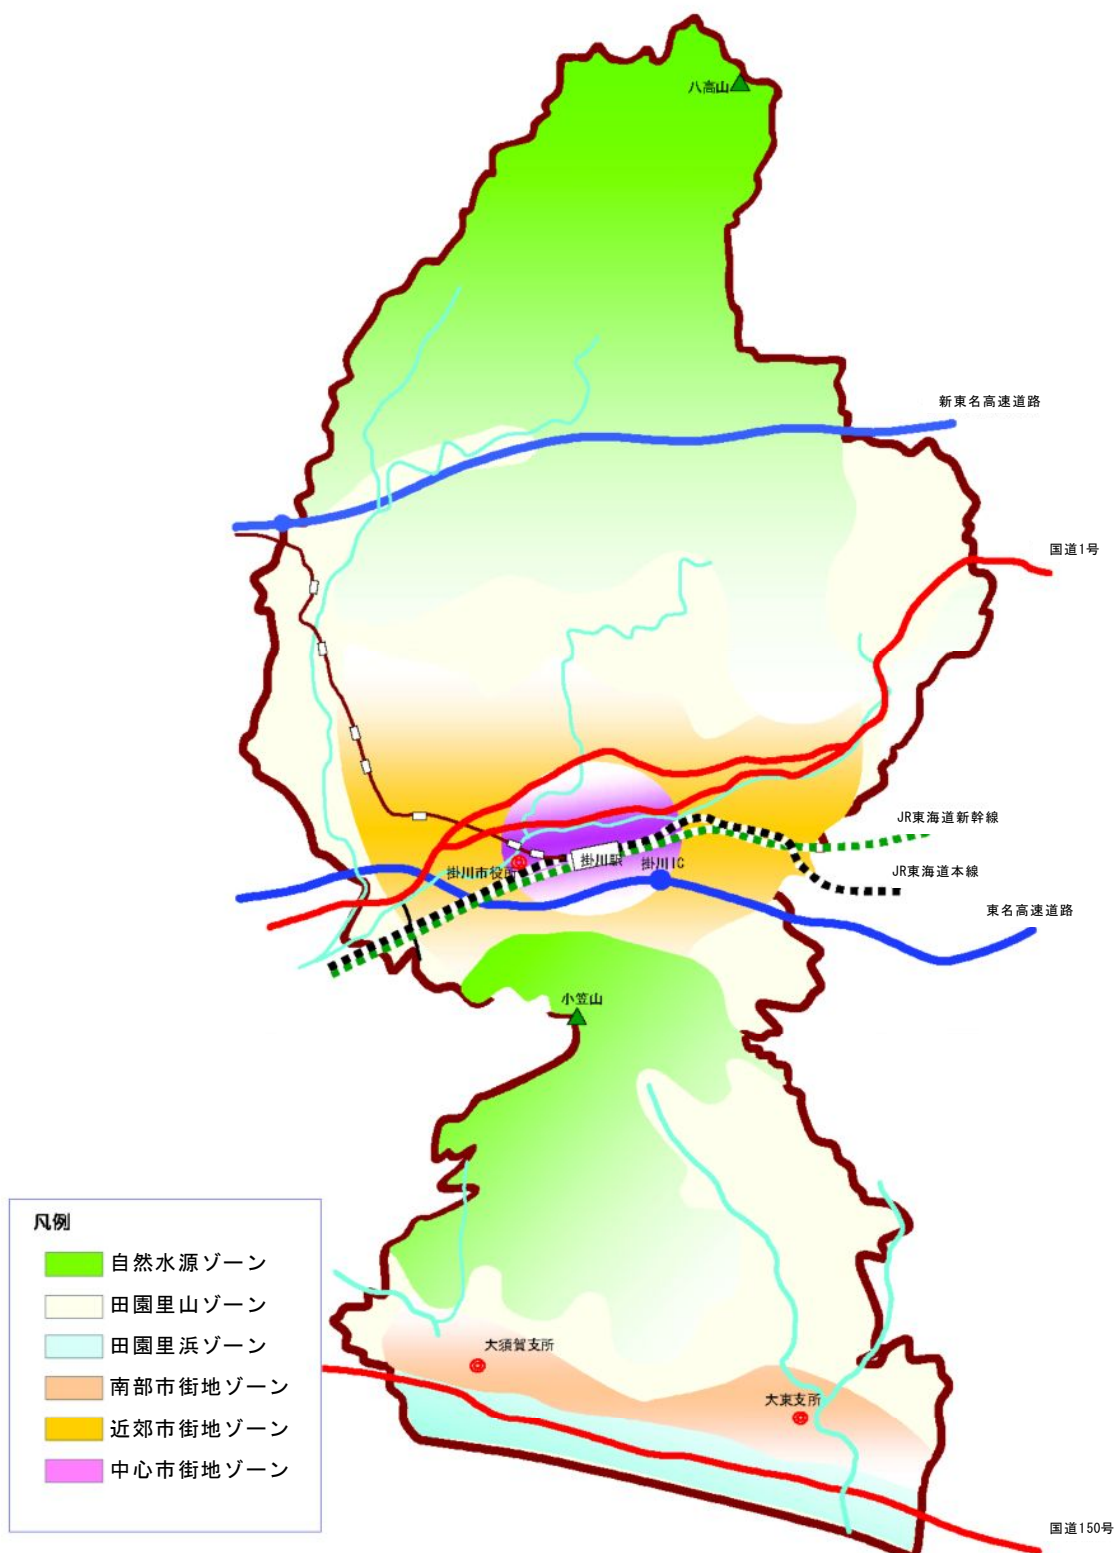 八高山
新東名高速道路
国道1号
JR東海道新幹線
掛川駅
掛川IC
掛川市役所
JR東海道本線
東名高速道路
小笠山
凡例
自然水源ゾーン
田園里山ゾーン
田園里浜ゾーン
南部市街地ゾーン
近郊市街地ゾーン
中心市街地ゾーン
大須賀支所
大東支所
国道150号